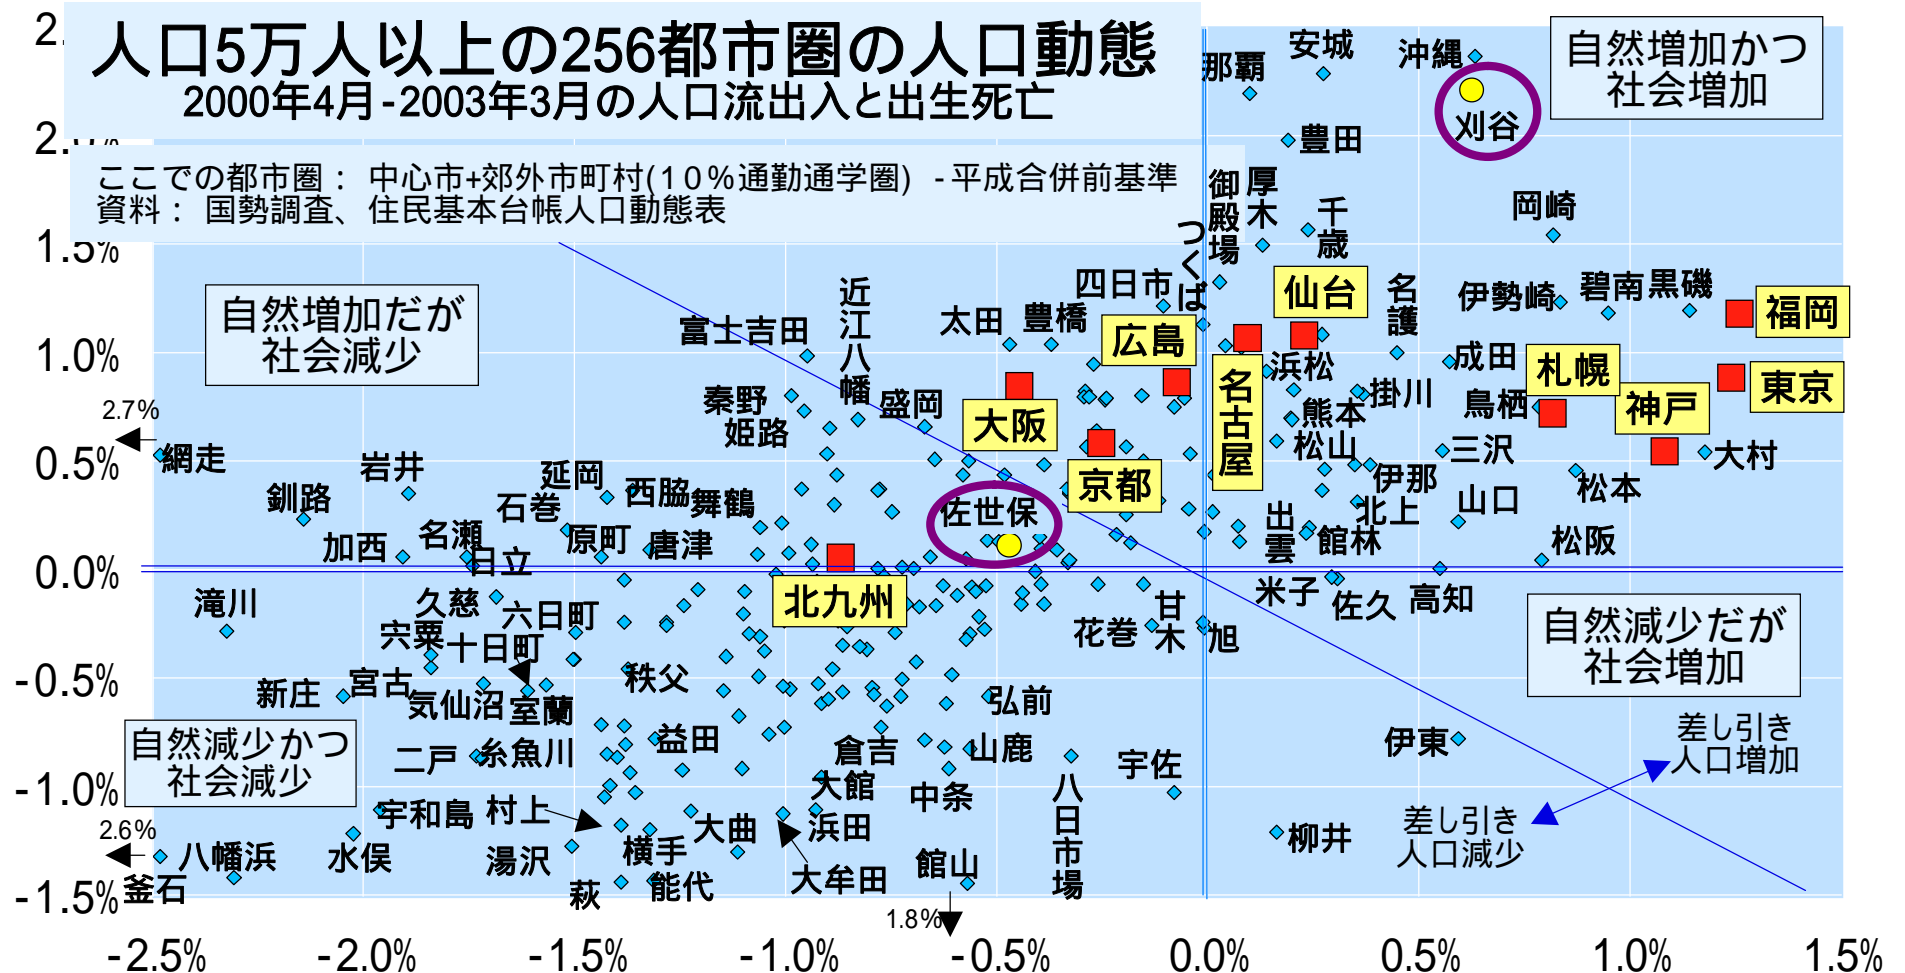 人口5万人以上の256都市圏の人口動態
2000年4月-2003年3月の人口流出入と出生死亡
ここでの都市圏： 中心市+郊外市町村(１０％通勤通学圏) -平成合併前基準
資料： 国勢調査、住民基本台帳人口動態表
自然増加かつ
社会増加
自然増加だが
社会減少
自然減少だが
社会増加
自然減少かつ
社会減少
差し引き
人口増加
差し引き
人口減少
2.
2.0%
1.5%
1.0%
0.5%
0.0%
-0.5%
-1.0%
-1.5%
-2.5%
-2.0%
-1.5%
-1.0%
-0.5%
0.0%
0.5%
1.0%
1.5%
2.7%
2.6%
1.8%
那覇
安城
沖縄
刈谷
豊田
御殿場
厚木
千歳
つくば
岡崎
四日市
仙台
名護
伊勢崎
碧南
黒磯
福岡
近江八幡
富士吉田
太田
豊橋
広島
浜松
成田
札幌
東京
秦野
姫路
盛岡
大阪
名古屋
掛川
熊本
松山
鳥栖
神戸
三沢
大村
網走
岩井
釧路
延岡
西脇
舞鶴
石巻
京都
佐世保
伊那
北上
山口
松本
出雲
館林
松阪
加西
名瀬
日立
原町
唐津
北九州
米子
佐久
高知
滝川
久慈
六日町
宍粟
十日町
花巻
甘木
旭
新庄
宮古
気仙沼
室蘭
秩父
弘前
二戸
糸魚川
益田
倉吉
山鹿
宇佐
伊東
宇和島
村上
大館
中条
八日市場
八幡浜
水俣
湯沢
横手
大曲
浜田
柳井
釜石
萩
能代
大牟田
館山